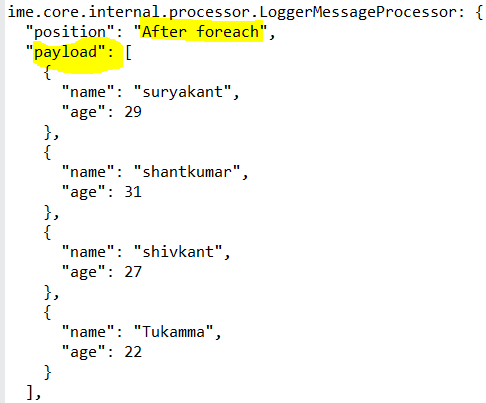 ime.core.internal.processor.LoggerMessageProcessor: {
"position": "After foreach",
"payload": [
{
"name": "suryakant",
"age": 29
},
{
"name": "shantkumar",
"age": 31
},
{
"name": "shivkant",
"age": 27
},
{
"name": "Tukamma",
"age": 22
}
],